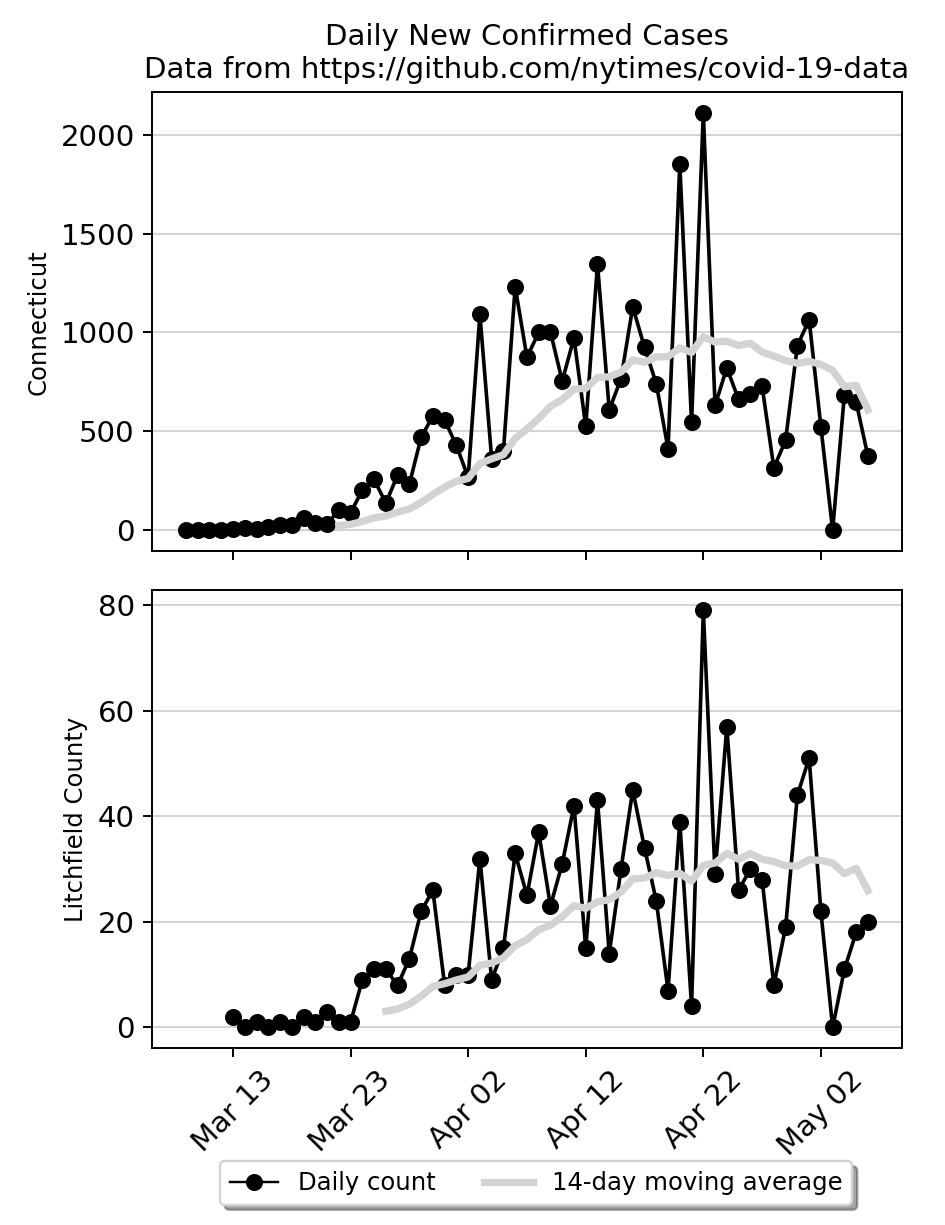 Daily New Confirmed Cases
Data from https://github.com/nytimes/covid-19-data
Connecticut
2000
1500
1000
500
0
Litchfield County
80
60
40
20
0
Mar 13
Mar 23
Apr 02
Apr 12
Apr 22
May 02
Daily count
14-day moving average